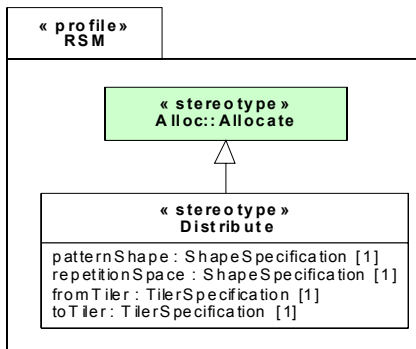 « profile»
RSM
« stereotype»
Alloc::Allocate
« stereotype»
Distribute
patternShape : ShapeSpecification [1]
repetitionSpace : ShapeSpecification [1]
fromTiler : TilerSpecification [1]
toTiler : TilerSpecification [1]